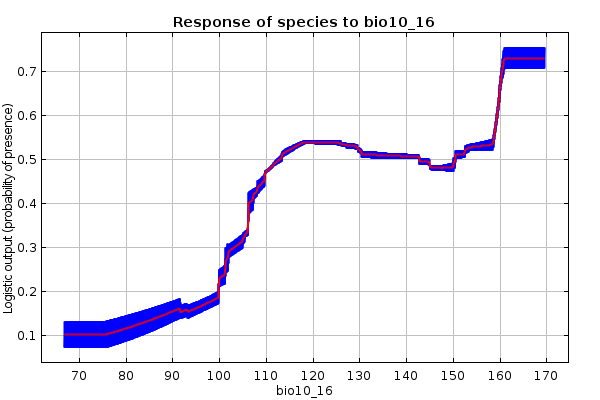 Response of species to bio10_16
Logistic output (probability of presence)
0.7
0.6
0.5
0.4
0.3
0.2
0.1
70 80 90 100 110 120 130 140 150 160 170
bio10_16